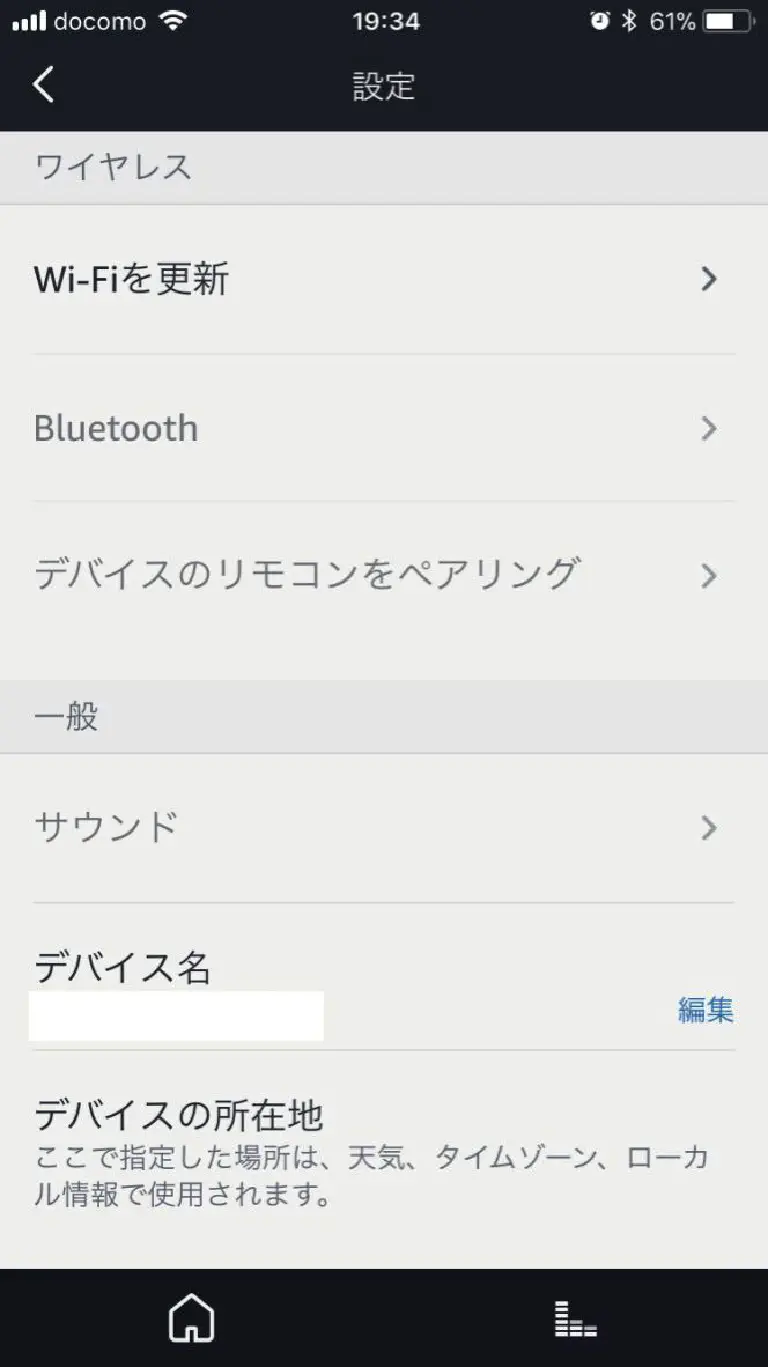 docomo 19:34 61%
設定
ワイヤレス
Wi-Fiを更新
Bluetooth
デバイスのリモコンをペアリング
一般
サウンド
デバイス名
編集
デバイスの所在地
ここで指定した場所は、天気、タイムゾーン、ローカ
ル情報で使用されます。